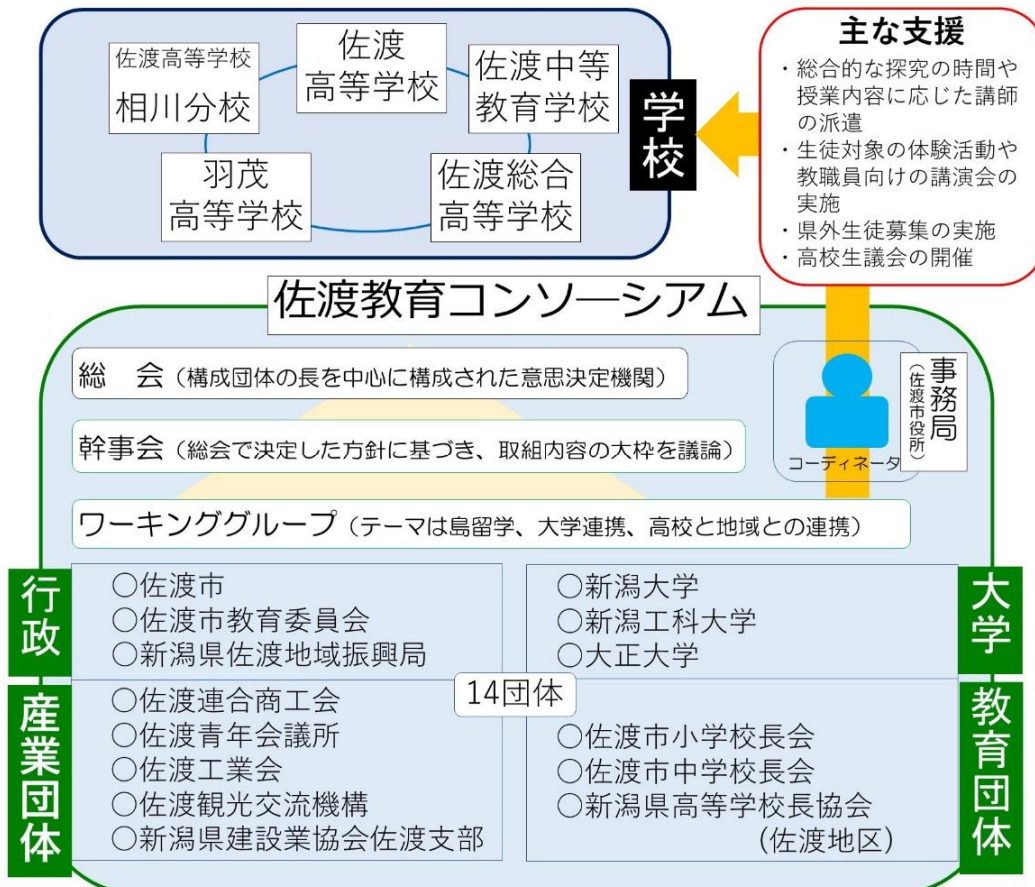 佐渡高等学校
相川分校
佐渡
高等学校
佐渡中等
教育学校
羽茂
高等学校
佐渡総合
高等学校
学校
主な支援
・総合的な探究の時間や
授業内容に応じた講師
の派遣
・生徒対象の体験活動や
教職員向けの講演会の
実施
・県外生徒募集の実施
・高校生議会の開催
佐渡教育コンソーシアム
総　会（構成団体の長を中心に構成された意思決定機関）
幹事会（総会で決定した方針に基づき、取組内容の大枠を議論）
ワーキンググループ（テーマは島留学、大学連携、高校と地域との連携）
コーディネータ
事務局
（佐渡市役所）
行政
○佐渡市
○佐渡市教育委員会
○新潟県佐渡地域振興局
大学
○新潟大学
○新潟工科大学
○大正大学
14団体
産業団体
○佐渡連合商工会
○佐渡青年会議所
○佐渡工業会
○佐渡観光交流機構
○新潟県建設業協会佐渡支部
教育団体
○佐渡市小学校長会
○佐渡市中学校長会
○新潟県高等学校長協会
（佐渡地区）